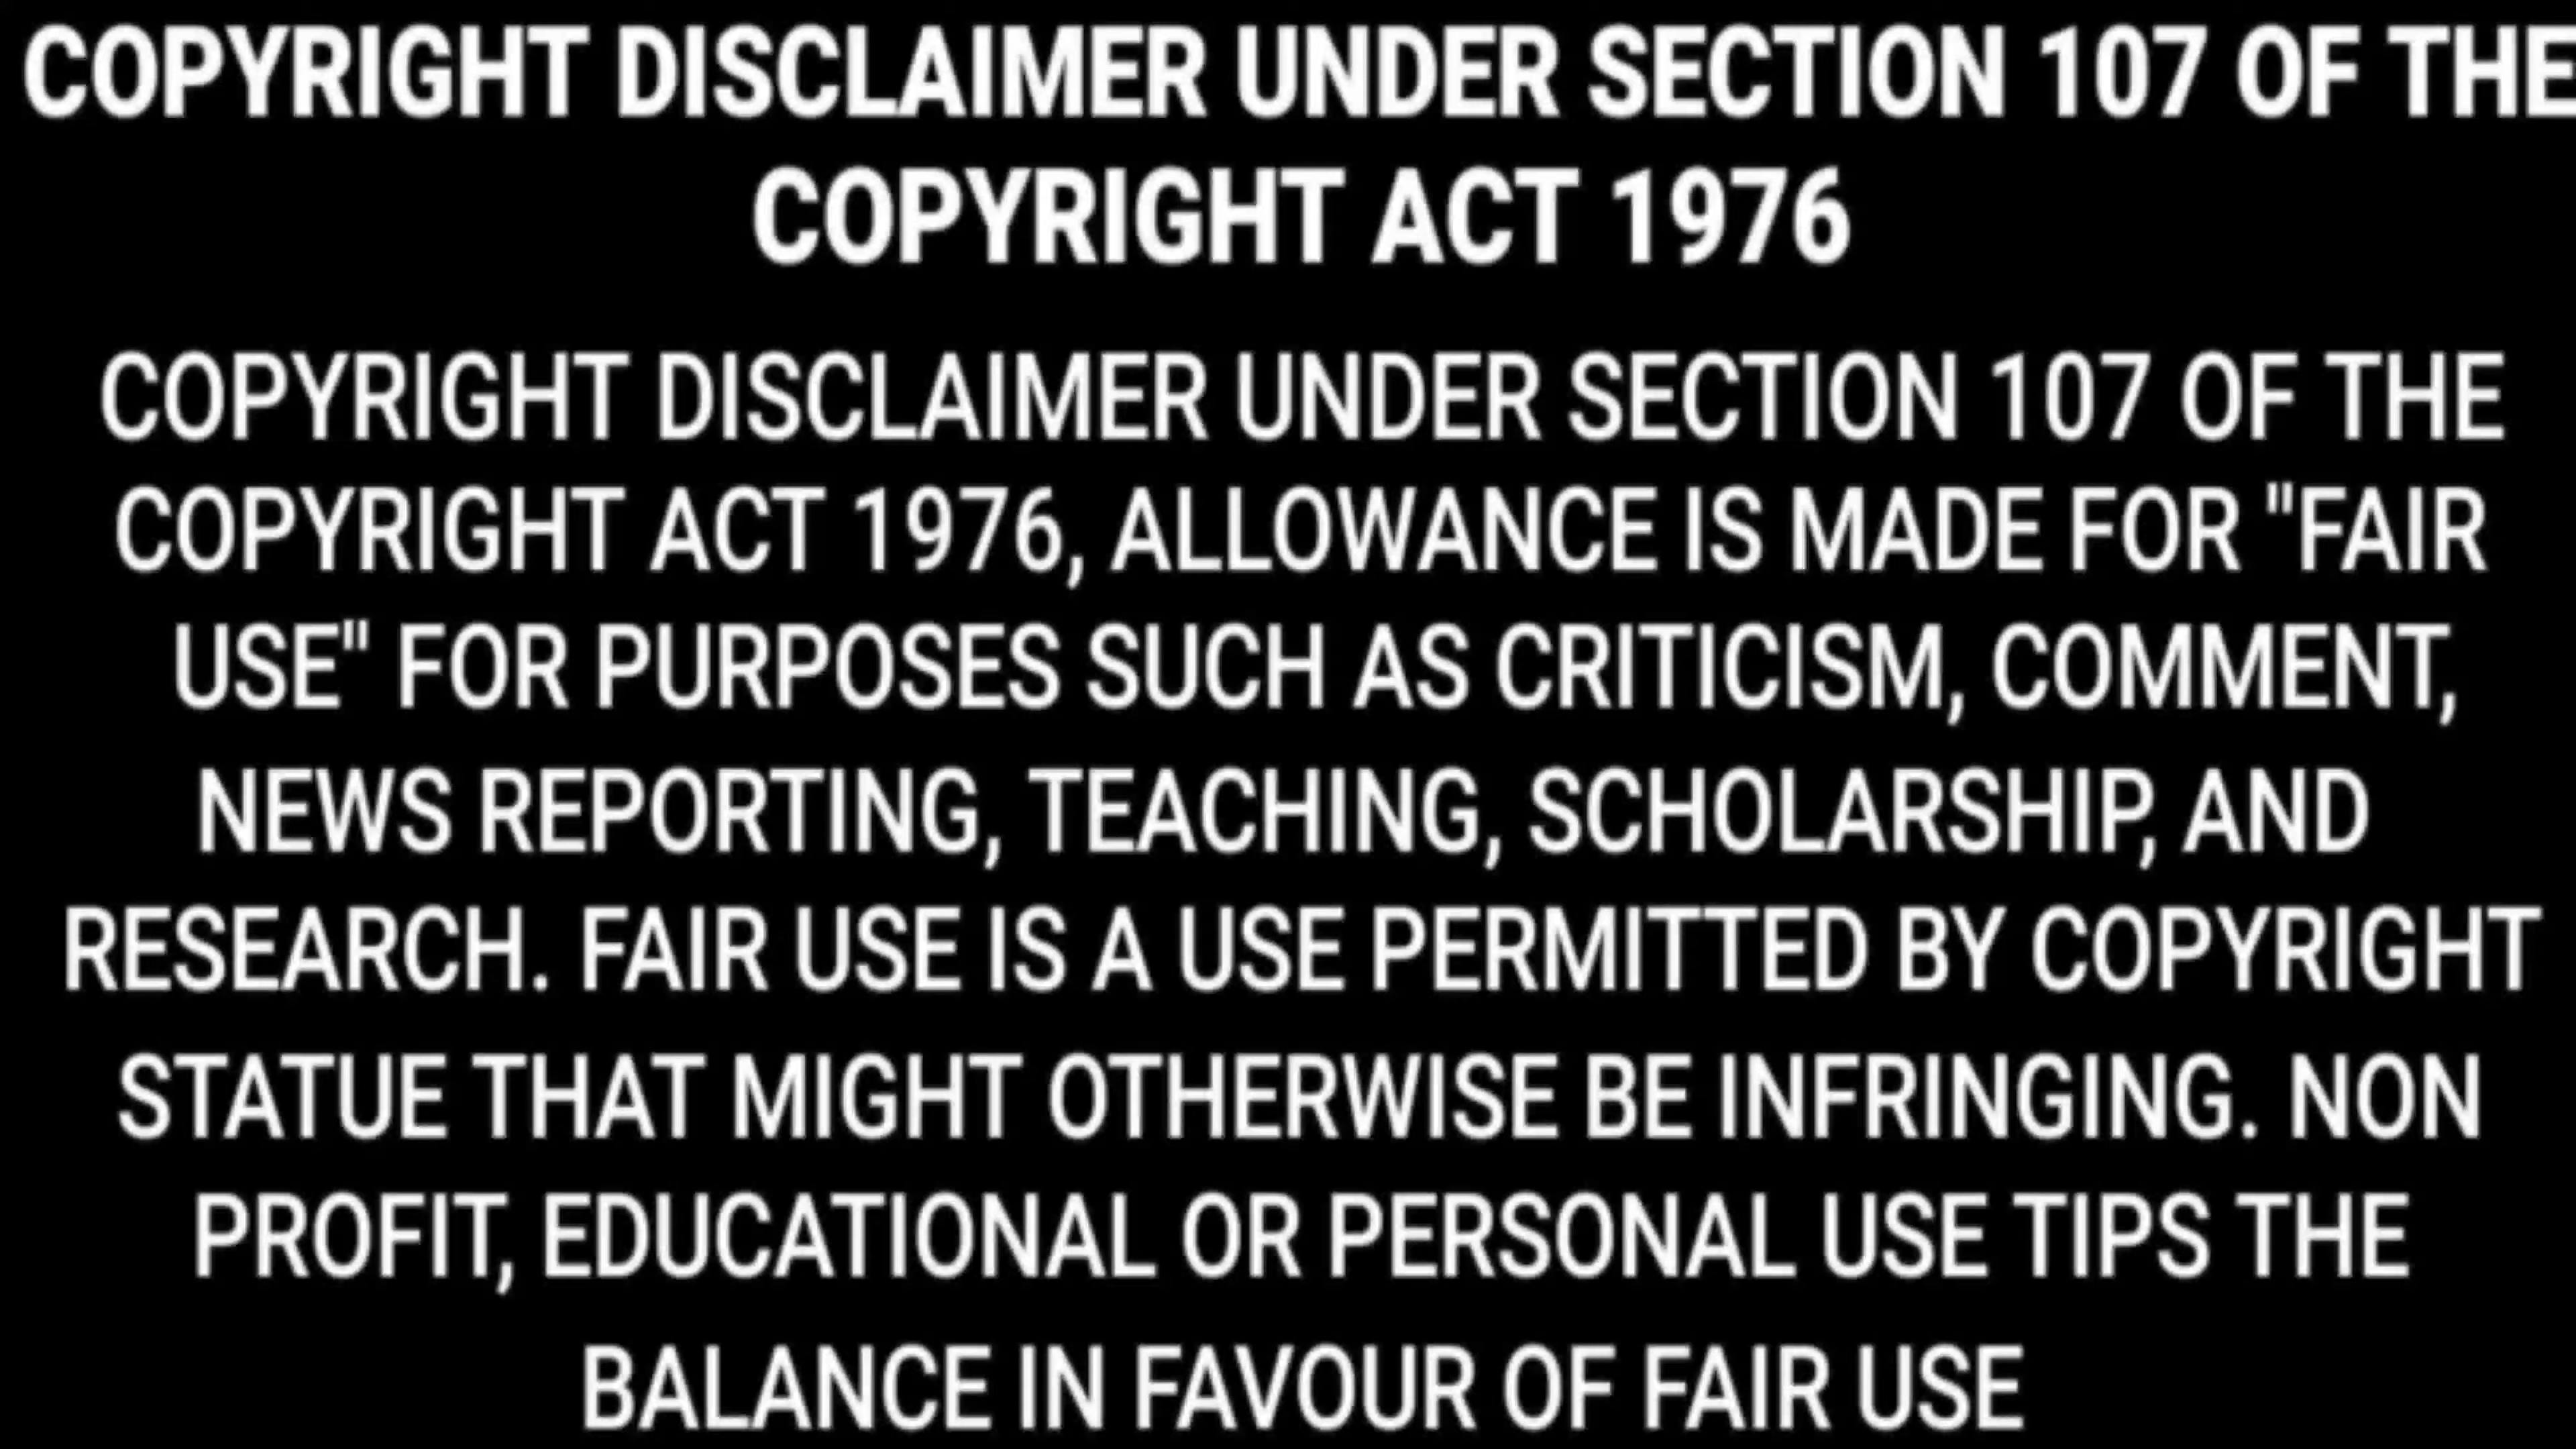 COPYRIGHT DISCLAIMER UNDER SECTION 107 OF THE
COPYRIGHT ACT 1976
COPYRIGHT DISCLAIMER UNDER SECTION 107 OF THE
COPYRIGHT ACT 1976, ALLOWANCE IS MADE FOR "FAIR
USE" FOR PURPOSES SUCH AS CRITICISM, COMMENT,
NEWS REPORTING, TEACHING, SCHOLARSHIP, AND
RESEARCH. FAIR USE IS A USE PERMITTED BY COPYRIGHT
STATUE THAT MIGHT OTHERWISE BE INFRINGING. NON
PROFIT, EDUCATIONAL OR PERSONAL USE TIPS THE
BALANCE IN FAVOUR OF FAIR USE